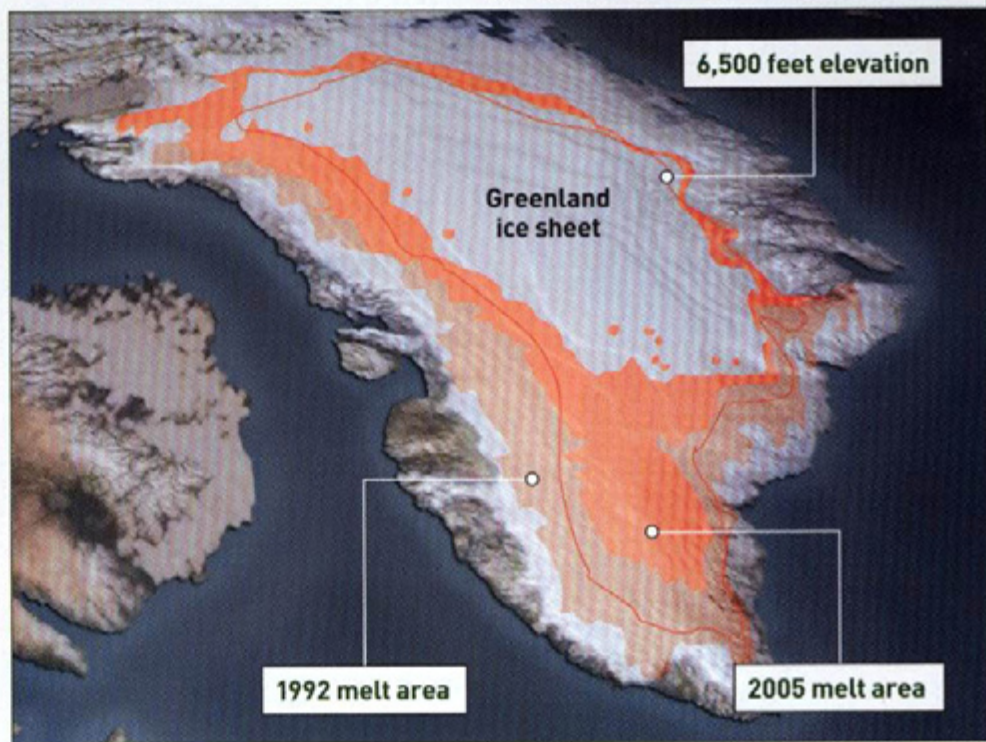 6,500 feet elevation
Greenland
ice sheet
1992 melt area
2005 melt area